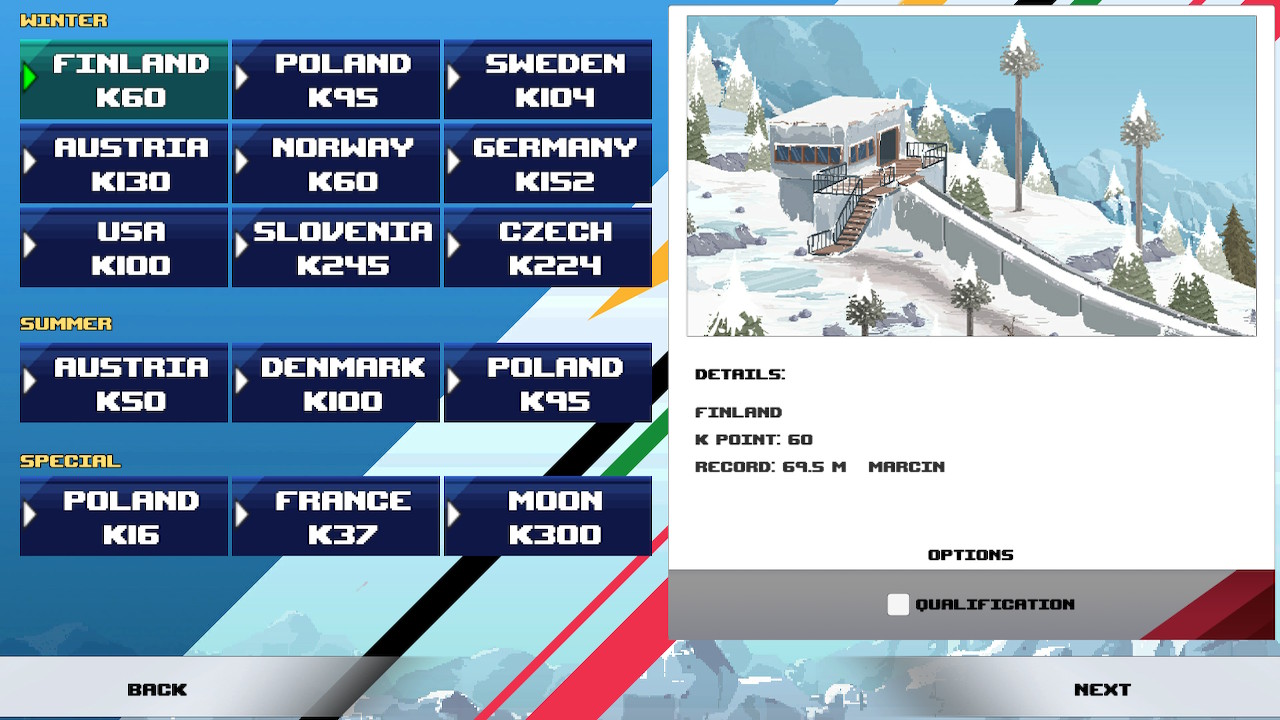 WINTER
FINLAND
K60
POLAND
K95
SWEDEN
K104
AUSTRIA
K130
NORWAY
K60
GERMANY
K152
USA
K100
SLOVENIA
K245
CZECH
K224
SUMMER
AUSTRIA
K50
DENMARK
K100
POLAND
K95
SPECIAL
POLAND
K16
FRANCE
K37
MOON
K300
DETAILS:
FINLAND
K POINT: 60
RECORD: 69.5 M MARCIN
OPTIONS
QUALIFICATION
BACK
NEXT